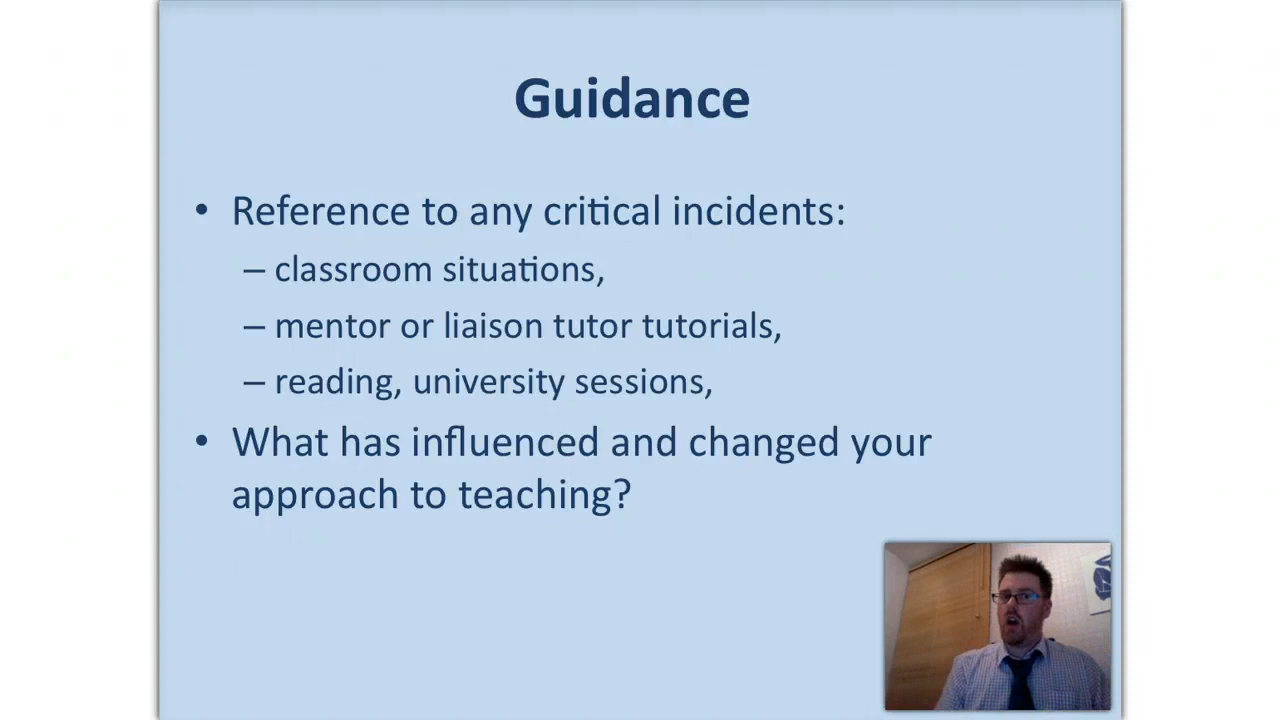 Guidance
• Reference to any critical incidents:
– classroom situations,
– mentor or liaison tutor tutorials,
– reading, university sessions,
• What has influenced and changed your
approach to teaching?